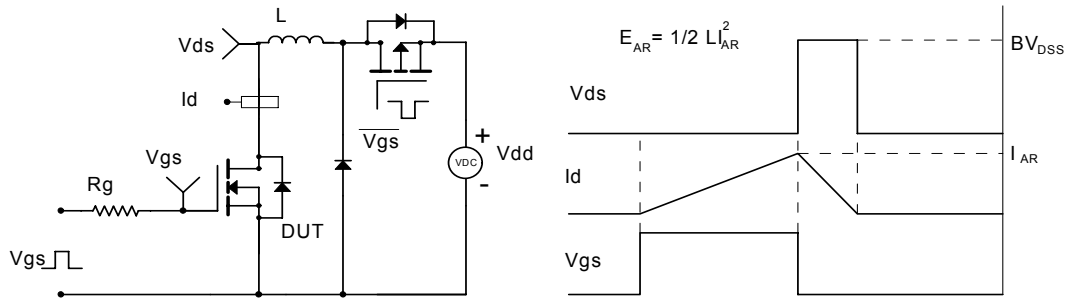 L
Vds
Id
Vgs
Rg
DUT
Vgs
Vgs
VDC
+
Vdd
-
E_AR= 1/2 LI²_AR
BV_DSS
Vds
I_AR
Id
Vgs